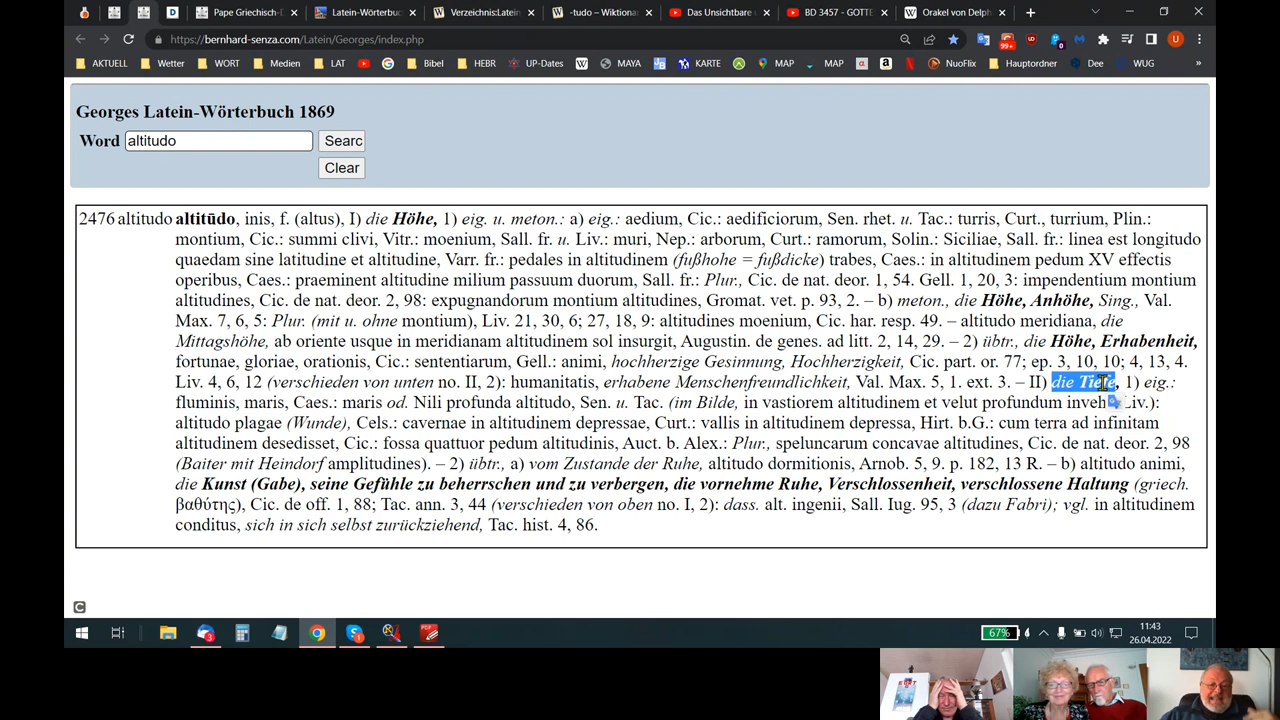 Pape Griechisch-D
Latein-Wörterbuc
Verzeichnis:Latein
-tudo – Wiktiona
Das Unsichtbare
BD 3457 - GOTTE
Orakel von Delph
https://bernhard-senza.com/Latein/Georges/index.php
AKTUELL Wetter WORT Medien LAT Bibel HEBR UP-Dates MAYA KARTE MAP MAP NuoFlix Hauptordner Dee WUG
Georges Latein-Wörterbuch 1869
Word altitudo Searc
Clear
2476 altitudo altitūdo, inis, f. (altus), I) die Höhe, 1) eig. u. meton.: a) eig.: aedium, Cic.: aedificiorum, Sen. rhet. u. Tac.: turris, Curt., turrium, Plin.:
montium, Cic.: summi clivi, Vitr.: moenium, Sall. fr. u. Liv.: muri, Nep.: arborum, Curt.: ramorum, Solin.: Siciliae, Sall. fr.: linea est longitudo
quaedam sine latitudine et altitudine, Varr. fr.: pedales in altitudinem (fußhohe = fußdicke) trabes, Caes.: in altitudinem pedum XV effectis
operibus, Caes.: praeminent altitudine milium passuum duorum, Sall. fr.: Plur., Cic. de nat. deor. 1, 54. Gell. 1, 20, 3: impendentium montium
altitudines, Cic. de nat. deor. 2, 98: expugnandorum montium altitudines, Gromat. vet. p. 93, 2. – b) meton., die Höhe, Anhöhe, Sing., Val.
Max. 7, 6, 5: Plur. (mit u. ohne montium), Liv. 21, 30, 6; 27, 18, 9: altitudines moenium, Cic. har. resp. 49. – altitudo meridiana, die
Mittagshöhe, ab oriente usque in meridianam altitudinem sol insurgit, Augustin. de genes. ad litt. 2, 14, 29. – 2) übtr., die Höhe, Erhabenheit,
fortunae, gloriae, orationis, Cic.: sententiarum, Gell.: animi, hochherzige Gesinnung, Hochherzigkeit, Cic. part. or. 77; ep. 3, 10, 10; 4, 13, 4.
Liv. 4, 6, 12 (verschieden von unten no. II, 2): humanitatis, erhabene Menschenfreundlichkeit, Val. Max. 5, 1. ext. 3. – II) die Tiefe, 1) eig.:
fluminis, maris, Caes.: maris od. Nili profunda altitudo, Sen. u. Tac. (im Bilde, in vastiorem altitudinem et velut profundum inveh Liv.):
altitudo plagae (Wunde), Cels.: cavernae in altitudinem depressae, Curt.: vallis in altitudinem depressa, Hirt. b.G.: cum terra ad infinitam
altitudinem desedisset, Cic.: fossa quattuor pedum altitudinis, Auct. b. Alex.: Plur., speluncarum concavae altitudines, Cic. de nat. deor. 2, 98
(Baiter mit Heindorf amplitudines). – 2) übtr., a) vom Zustande der Ruhe, altitudo dormitionis, Arnob. 5, 9. p. 182, 13 R. – b) altitudo animi,
die Kunst (Gabe), seine Gefühle zu beherrschen und zu verbergen, die vornehme Ruhe, Verschlossenheit, verschlossene Haltung (griech.
βαθύτης), Cic. de off. 1, 88; Tac. ann. 3, 44 (verschieden von oben no. I, 2): dass. alt. ingenii, Sall. Iug. 95, 3 (dazu Fabri); vgl. in altitudinem
conditus, sich in sich selbst zurückziehend, Tac. hist. 4, 86.
67%
11:43
26.04.2022